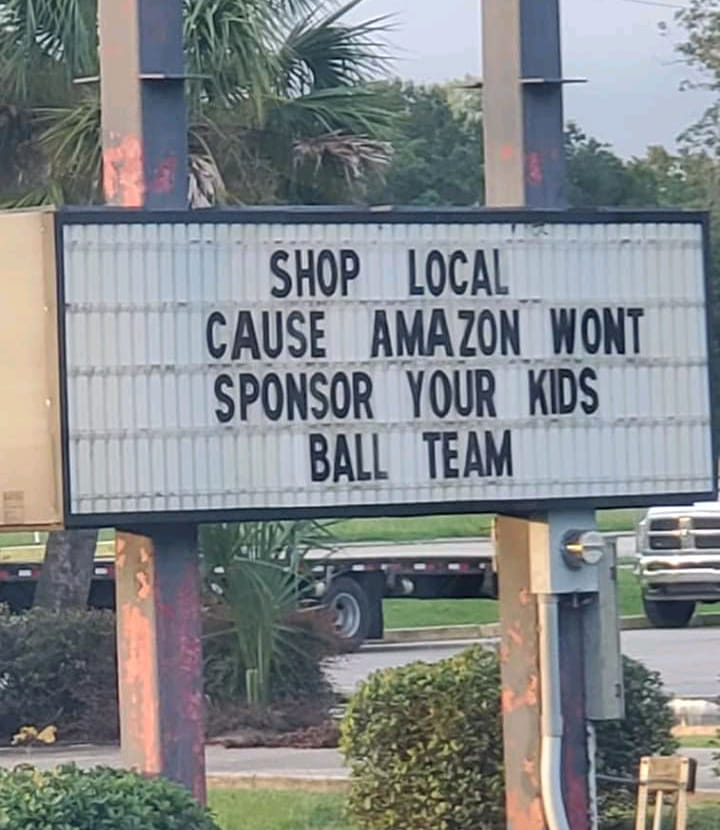 SHOP LOCAL
CAUSE AMAZON WONT
SPONSOR YOUR KIDS
BALL TEAM